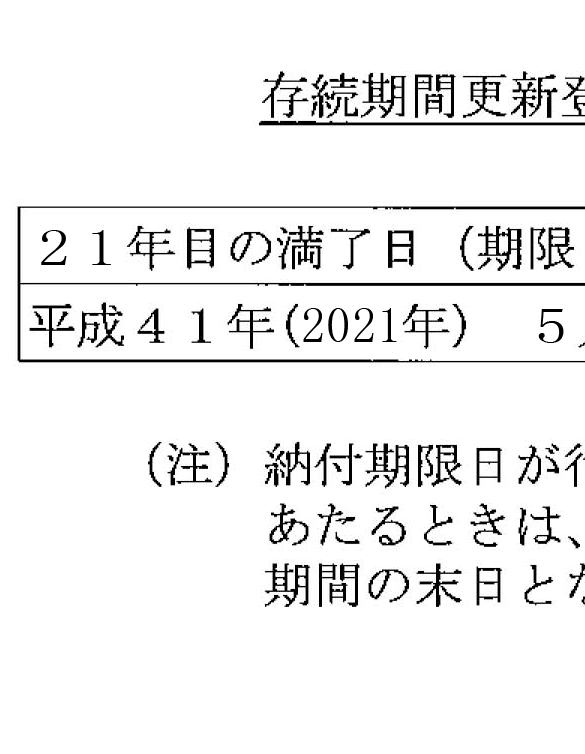 存続期間更新登
２１年目の満了日（期限
平成４１年(2021年)　５月
（注）納付期限日が行
あたるときは、
期間の末日とな